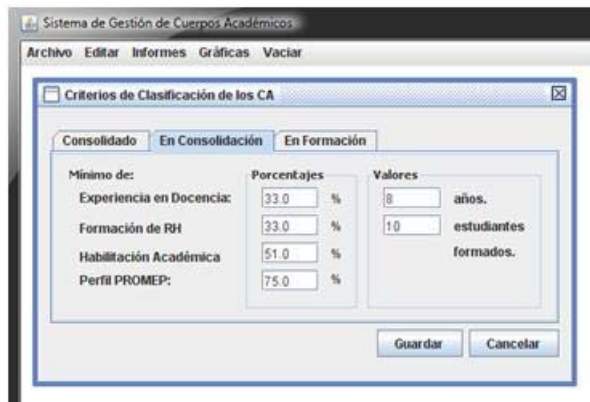 Sistema de Gestión de Cuerpos Académicos
Archivo Editar Informes Gráficas Vaciar
Criterios de Clasificación de los CA
Consolidado En Consolidación En Formación
Mínimo de: Porcentajes Valores
Experiencia en Docencia: 33.0 % 8 años.
Formación de RH 33.0 % 10 estudiantes
Habilitación Académica 51.0 % formados.
Perfil PROMEP: 75.0 %
Guardar Cancelar